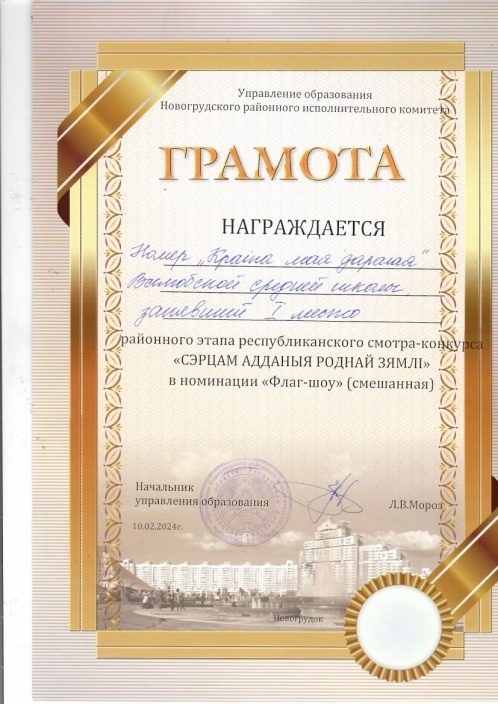 Управление образования
Новогрудского районного исполнительного комитета
ГРАМОТА
НАГРАЖДАЕТСЯ
Номер „Краіна мая дарагая“
средней школы,
занявший I место
районного этапа республиканского смотра-конкурса
«СЭРЦАМ АДДАНЫЯ РОДНАЙ ЗЯМЛІ»
в номинации «Флаг-шоу» (смешанная)
Начальник
управления образования
Л.В.Мороз
10.02.2024г.
Новогрудок